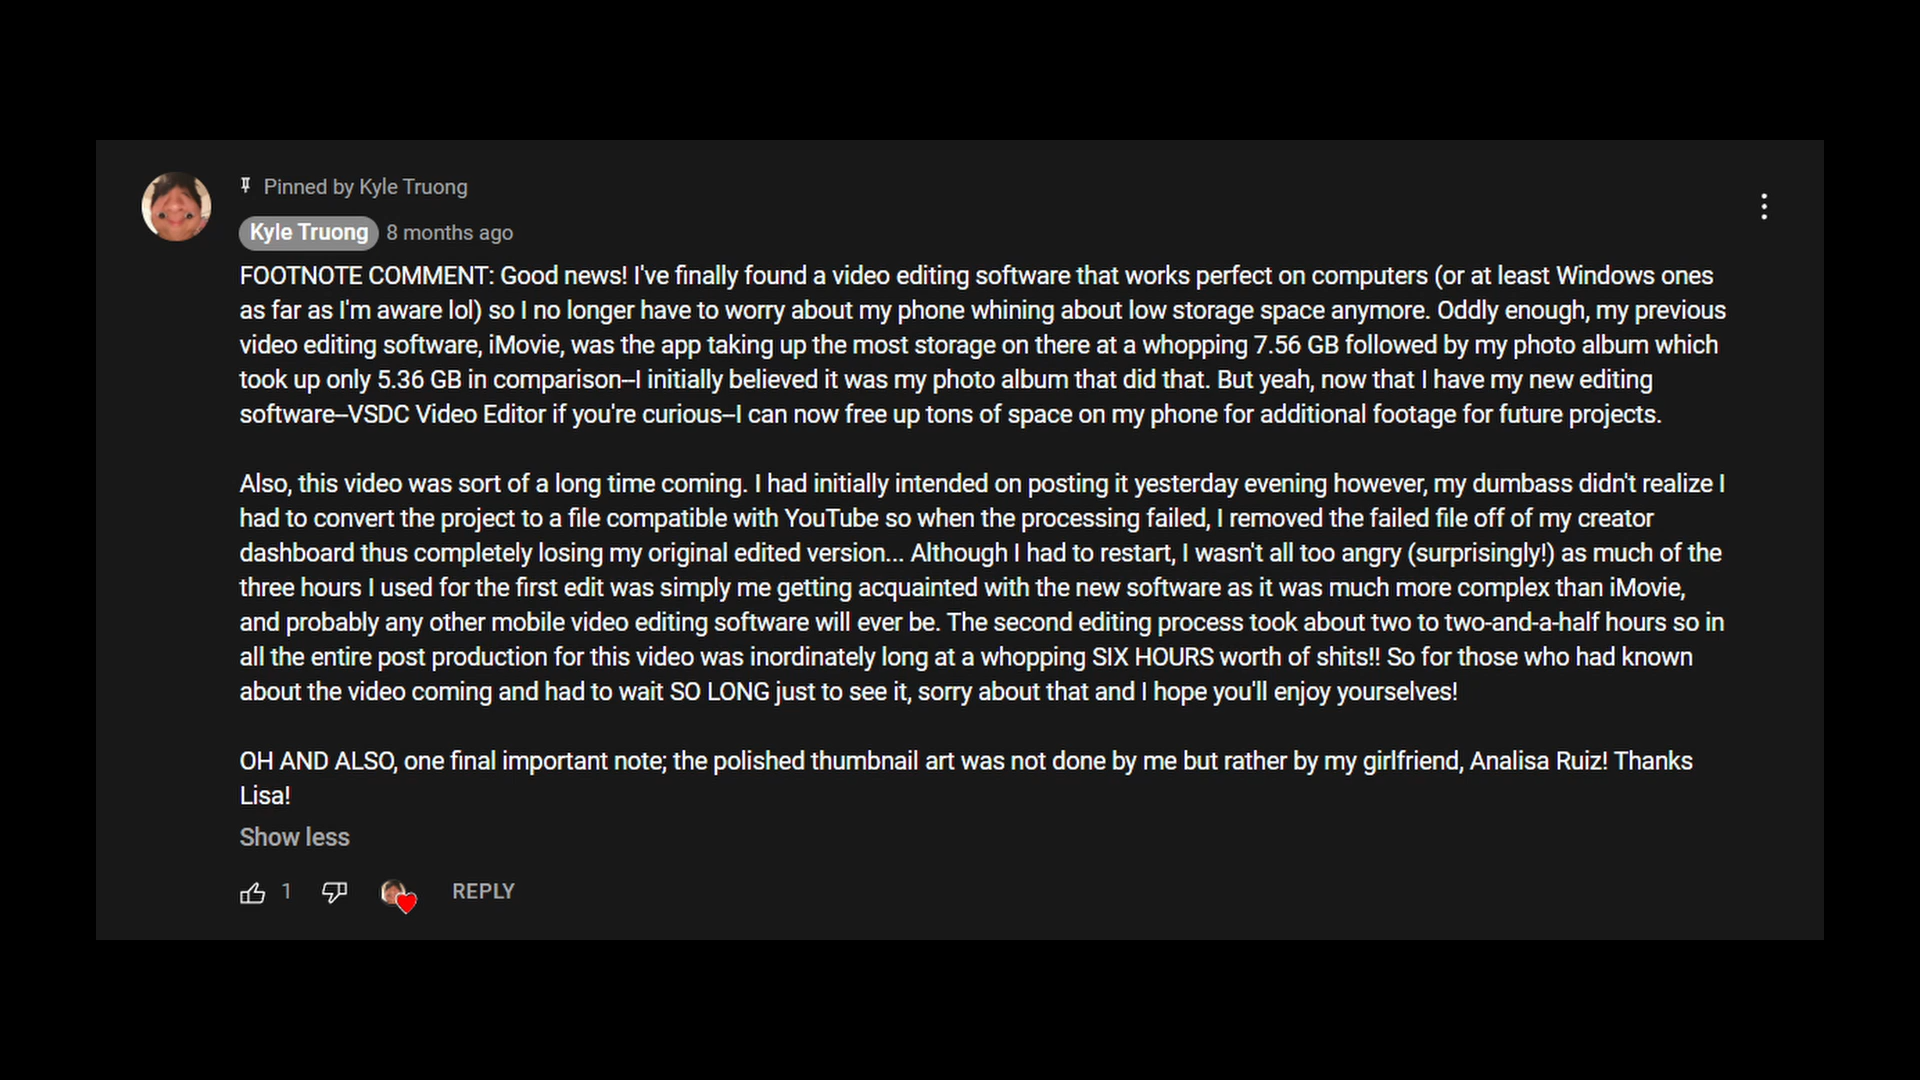 Pinned by Kyle Truong
Kyle Truong 8 months ago
FOOTNOTE COMMENT: Good news! I've finally found a video editing software that works perfect on computers (or at least Windows ones
as far as I'm aware lol) so I no longer have to worry about my phone whining about low storage space anymore. Oddly enough, my previous
video editing software, iMovie, was the app taking up the most storage on there at a whopping 7.56 GB followed by my photo album which
took up only 5.36 GB in comparison--I initially believed it was my photo album that did that. But yeah, now that I have my new editing
software--VSDC Video Editor if you're curious--I can now free up tons of space on my phone for additional footage for future projects.
Also, this video was sort of a long time coming. I had initially intended on posting it yesterday evening however, my dumbass didn't realize I
had to convert the project to a file compatible with YouTube so when the processing failed, I removed the failed file off of my creator
dashboard thus completely losing my original edited version... Although I had to restart, I wasn't all too angry (surprisingly!) as much of the
three hours I used for the first edit was simply me getting acquainted with the new software as it was much more complex than iMovie,
and probably any other mobile video editing software will ever be. The second editing process took about two to two-and-a-half hours so in
all the entire post production for this video was inordinately long at a whopping SIX HOURS worth of shits!! So for those who had known
about the video coming and had to wait SO LONG just to see it, sorry about that and I hope you'll enjoy yourselves!
OH AND ALSO, one final important note; the polished thumbnail art was not done by me but rather by my girlfriend, Analisa Ruiz! Thanks
Lisa!
Show less
1 REPLY